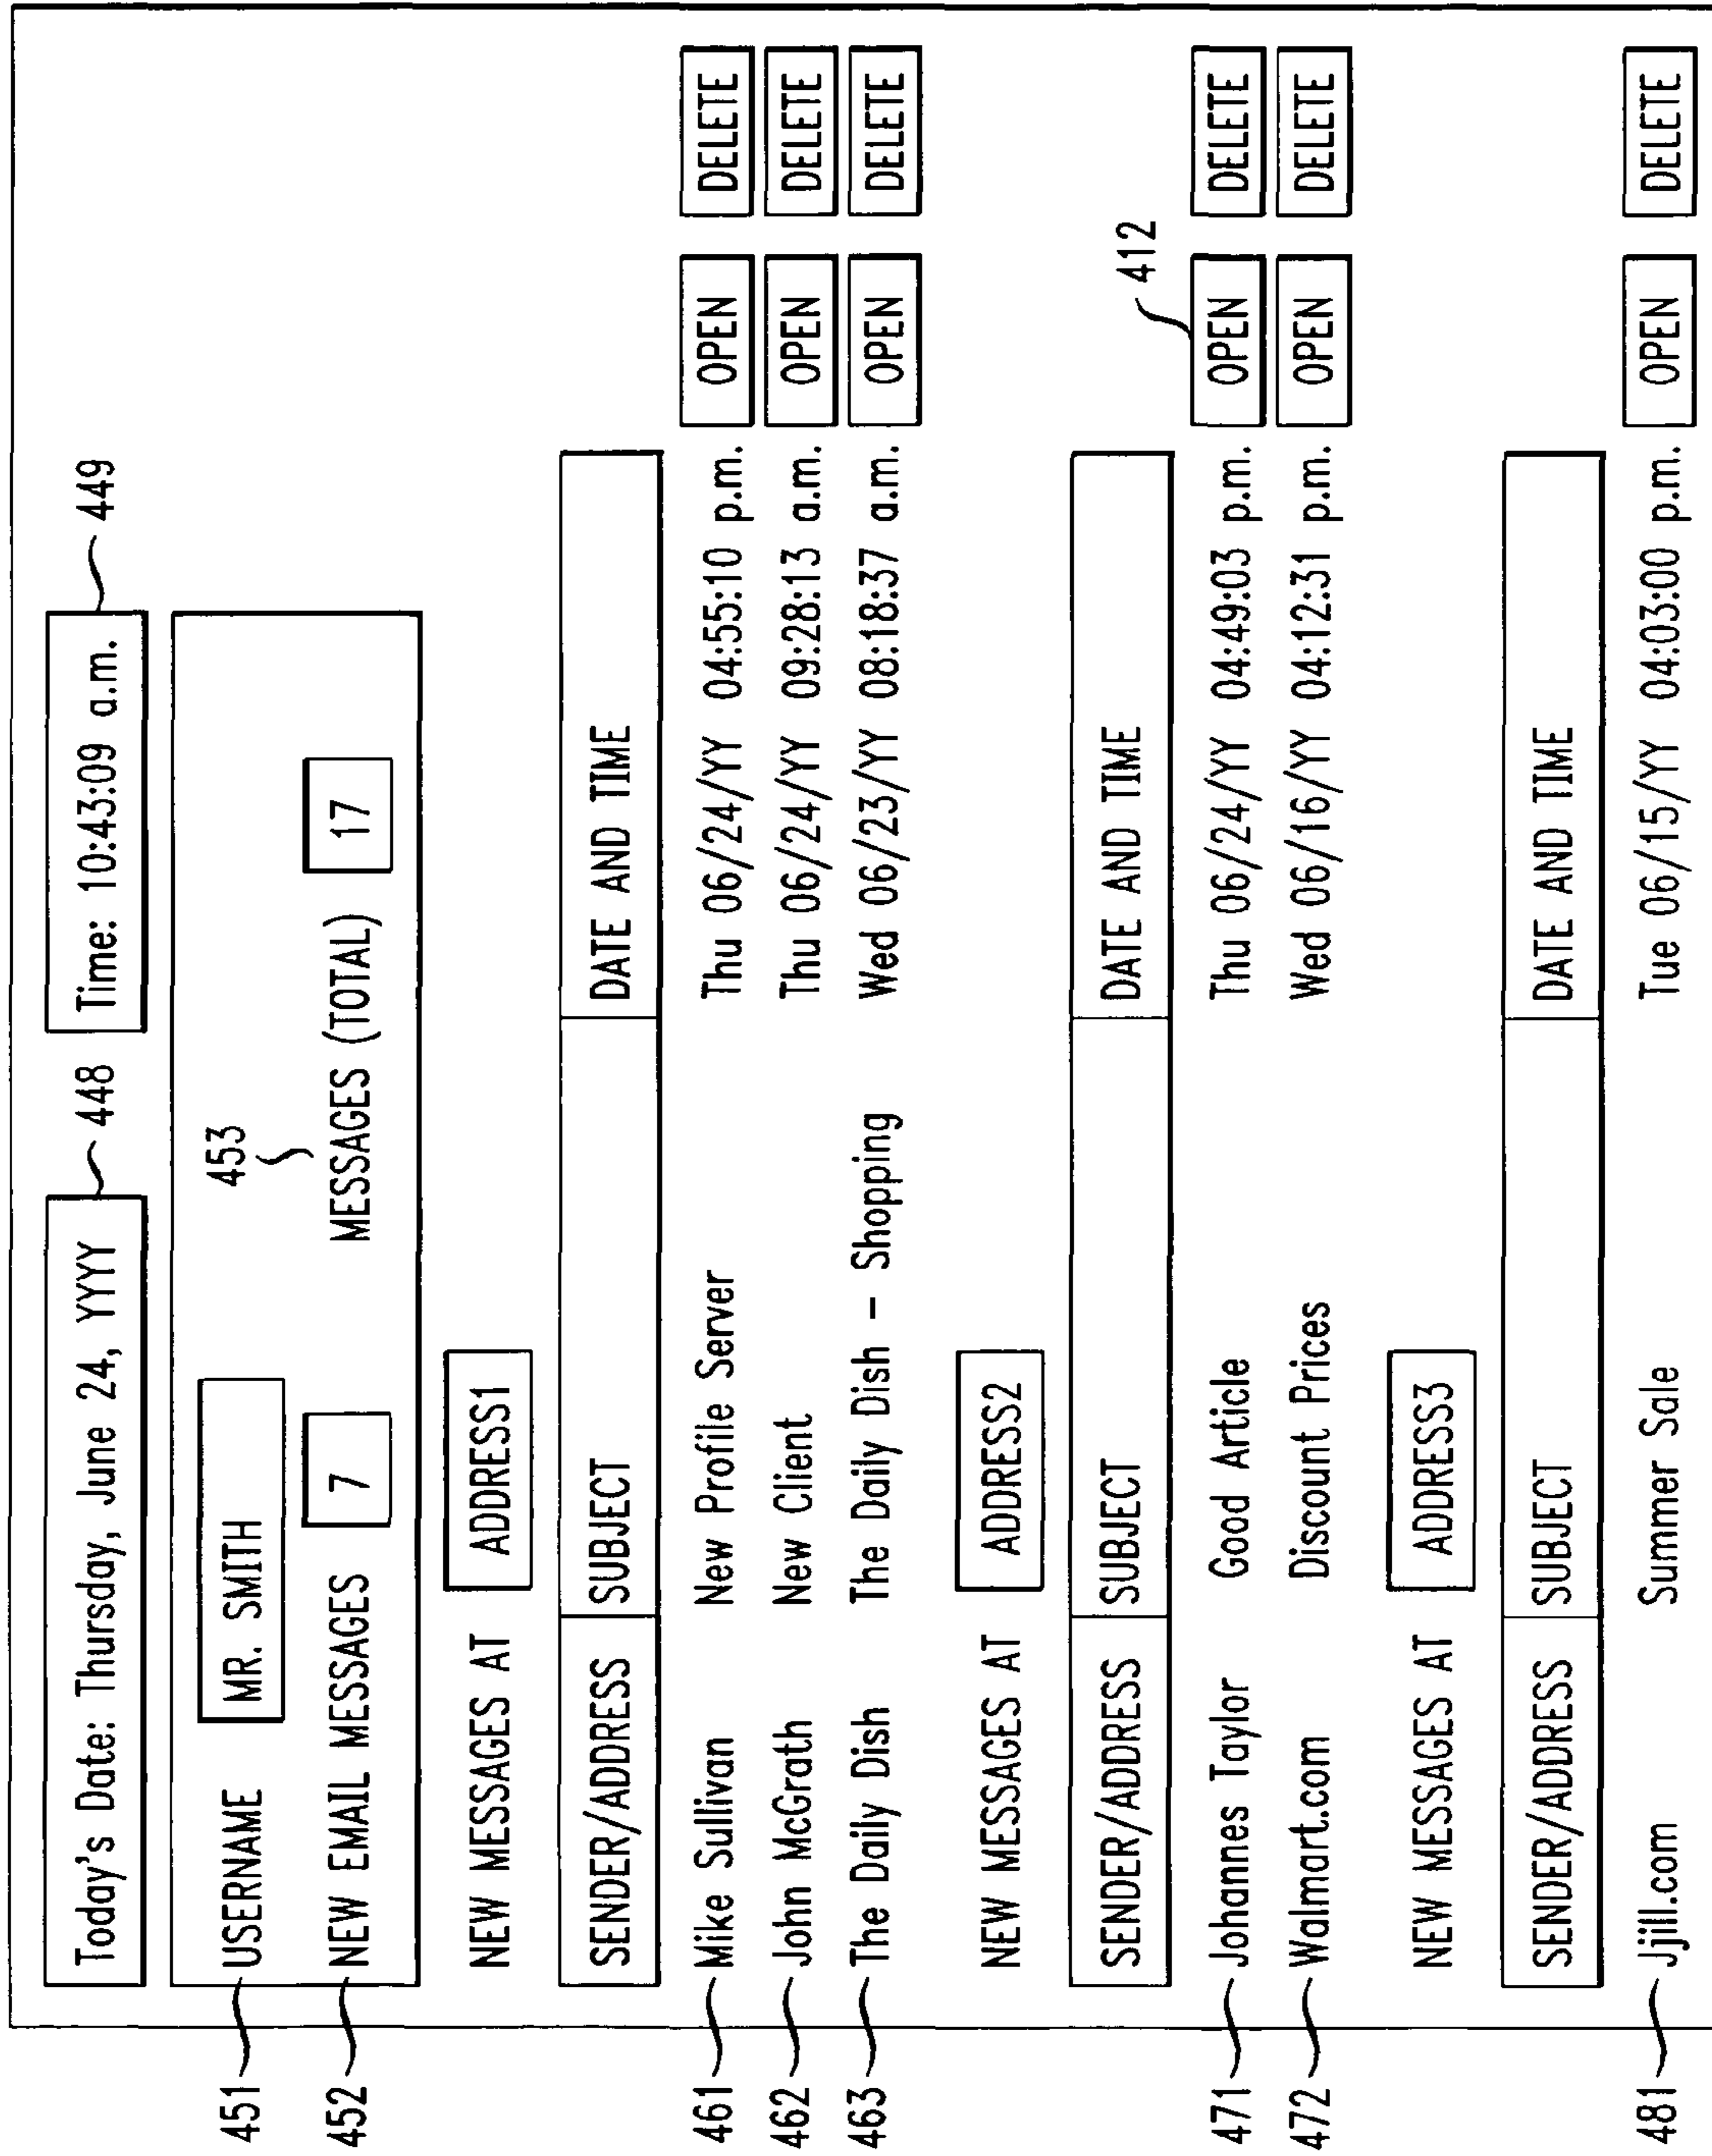 Today's Date: Thursday, June 24, YYYY 448 Time: 10:43:09 a.m. 449
451 USERNAME MR. SMITH 453
452 NEW EMAIL MESSAGES 7 MESSAGES (TOTAL) 17
NEW MESSAGES AT ADDRESS1
SENDER/ADDRESS SUBJECT DATE AND TIME
461 Mike Sullivan New Profile Server Thu 06/24/YY 04:55:10 p.m. OPEN DELETE
462 John McGrath New Client Thu 06/24/YY 09:28:13 a.m. OPEN DELETE
463 The Daily Dish The Daily Dish – Shopping Wed 06/23/YY 08:18:37 a.m. OPEN DELETE
NEW MESSAGES AT ADDRESS2
SENDER/ADDRESS SUBJECT DATE AND TIME 412
471 Johannes Taylor Good Article Thu 06/24/YY 04:49:03 p.m. OPEN DELETE
472 Walmart.com Discount Prices Wed 06/16/YY 04:12:31 p.m. OPEN DELETE
NEW MESSAGES AT ADDRESS3
SENDER/ADDRESS SUBJECT DATE AND TIME
481 Jjill.com Summer Sale Tue 06/15/YY 04:03:00 p.m. OPEN DELETE